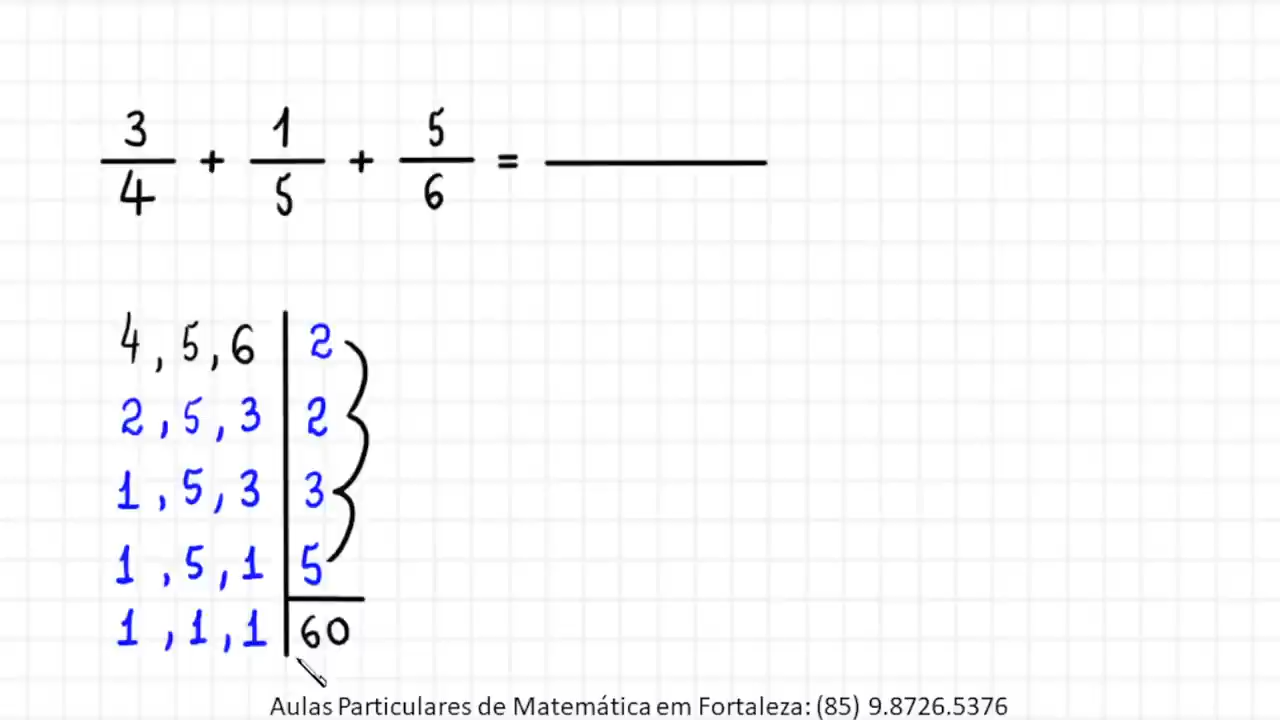 3/4 + 1/5 + 5/6 =
4, 5, 6 | 2
2, 5, 3 | 2
1, 5, 3 | 3
1, 5, 1 | 5
1, 1, 1 | 60
Aulas Particulares de Matemática em Fortaleza: (85) 9.8726.5376